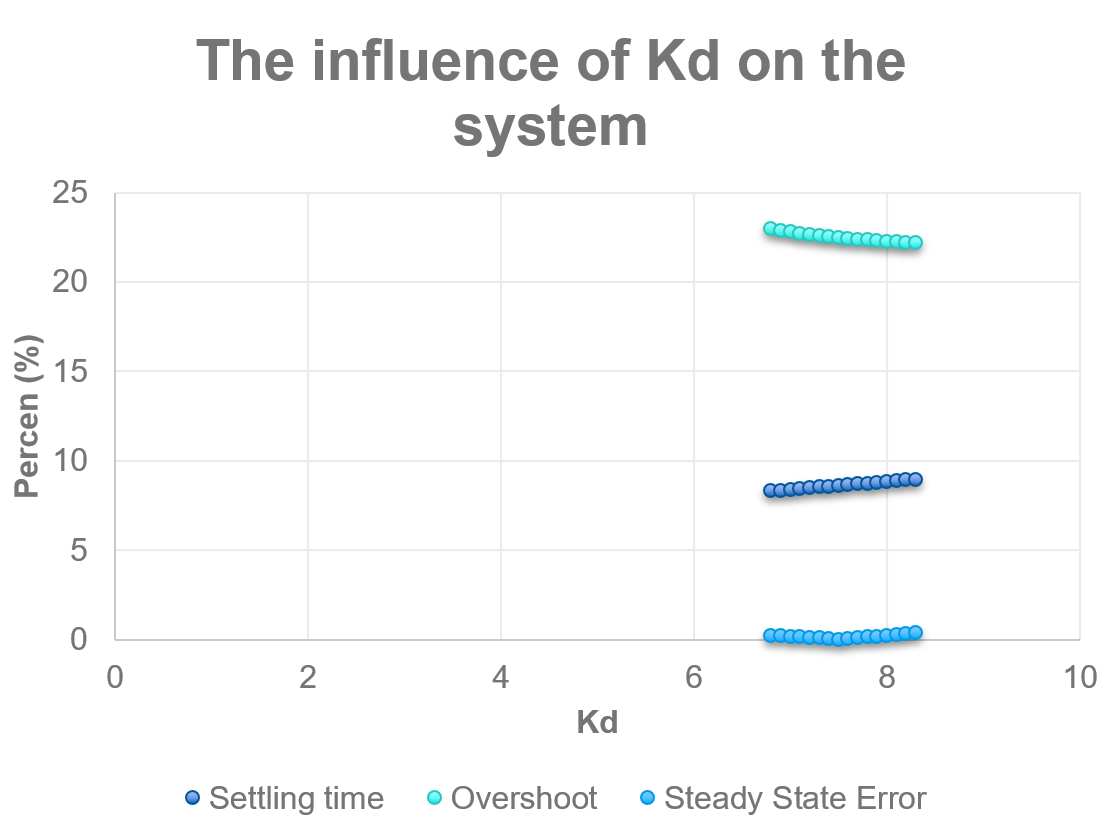 The influence of Kd on the
system
25
20
15
10
5
0
Percen (%)
0 2 4 6 8 10
Kd
Settling time Overshoot Steady State Error